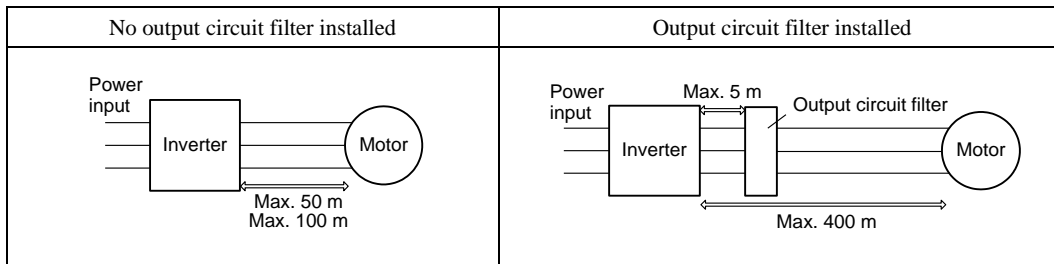 No output circuit filter installed
Output circuit filter installed
Power
input
Inverter
Motor
Max. 50 m
Max. 100 m
Power
input
Max. 5 m
Output circuit filter
Inverter
Motor
Max. 400 m